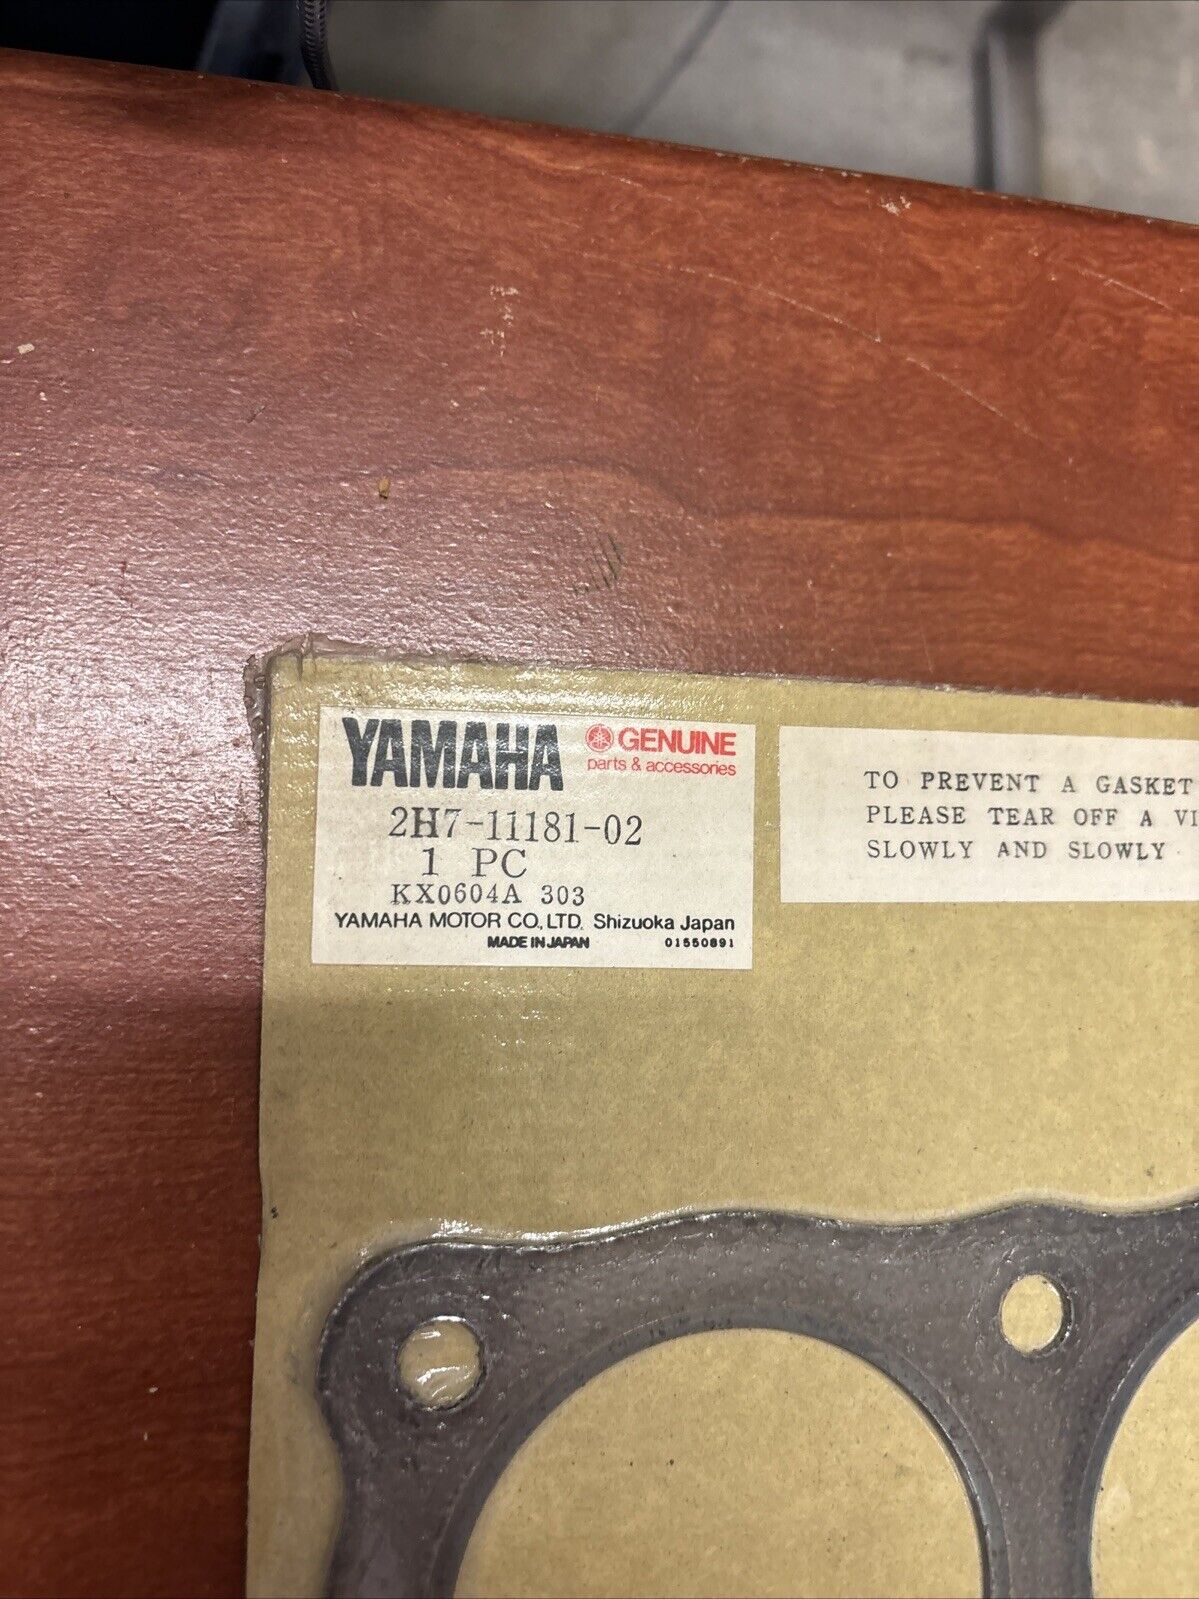 YAMAHA
GENUINE
parts & accessories
2H7-11181-02
1 PC
KX0604A 303
YAMAHA MOTOR CO., LTD. Shizuoka Japan
MADE IN JAPAN 01550891
TO PREVENT A GASKET
PLEASE TEAR OFF A VI
SLOWLY AND SLOWLY